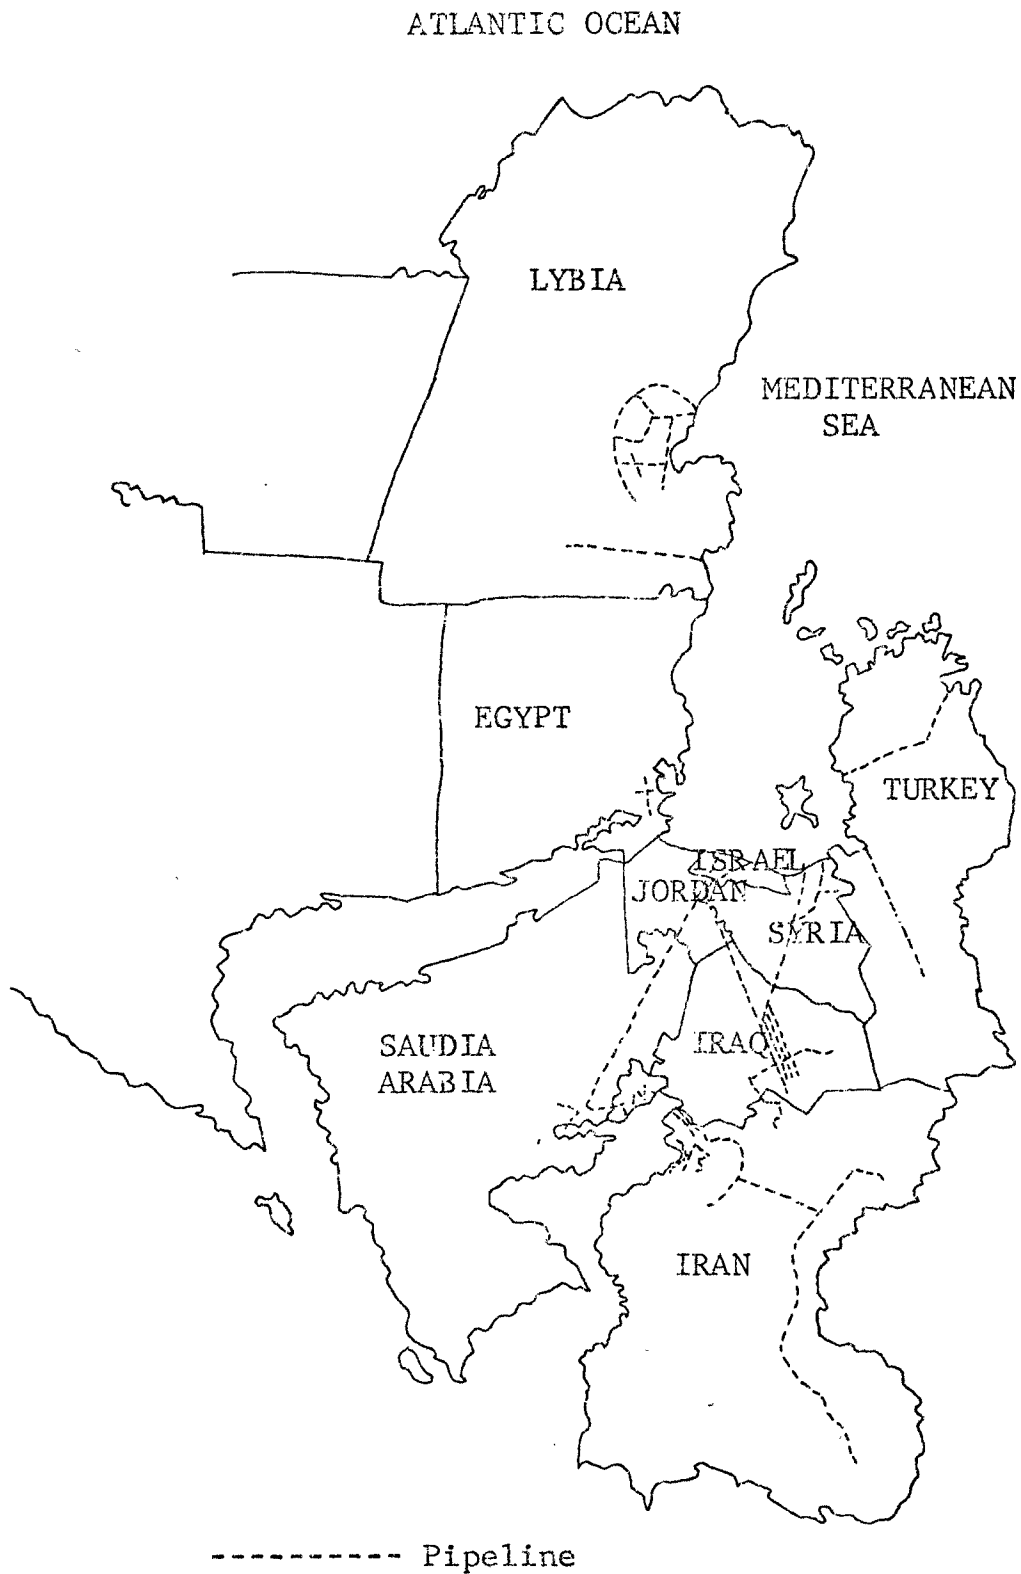 ATLANTIC OCEAN
LYBIA
MEDITERRANEAN
SEA
EGYPT
TURKEY
ISRAEL
JORDAN
SYRIA
SAUDIA
ARABIA
IRAQ
IRAN
Pipeline